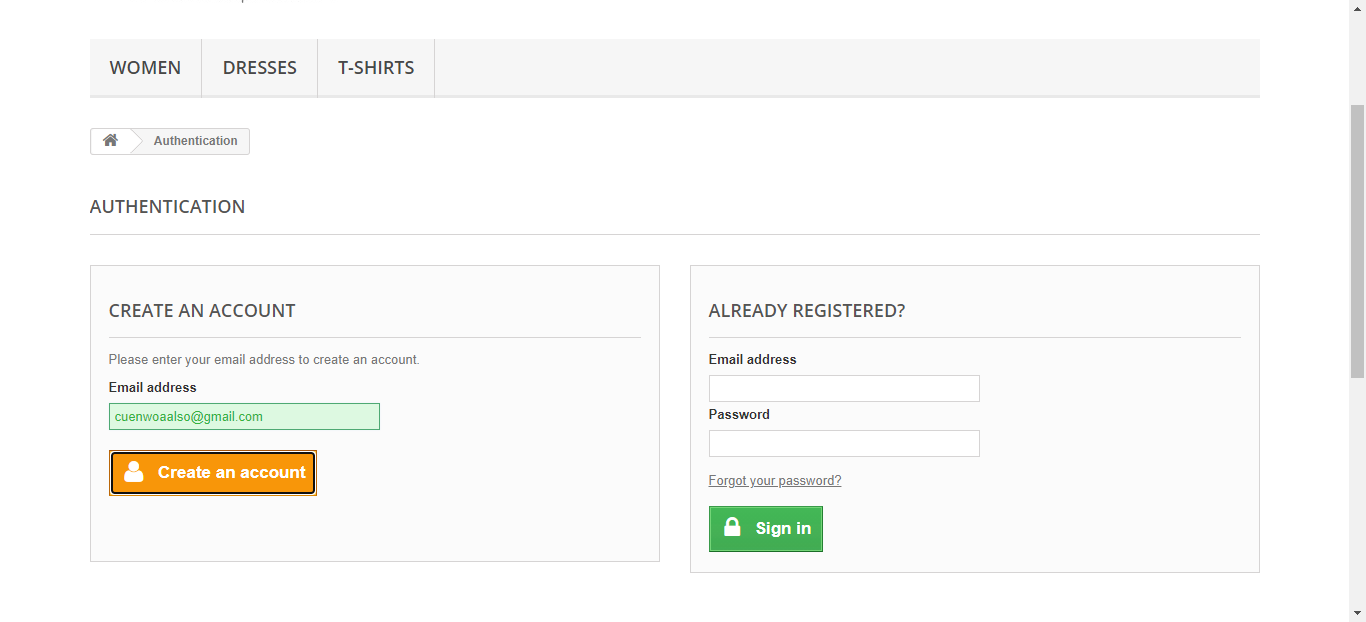 WOMEN DRESSES T-SHIRTS
Authentication
AUTHENTICATION
CREATE AN ACCOUNT
Please enter your email address to create an account.
Email address
cuenwoaalso@gmail.com
Create an account
ALREADY REGISTERED?
Email address
Password
Forgot your password?
Sign in